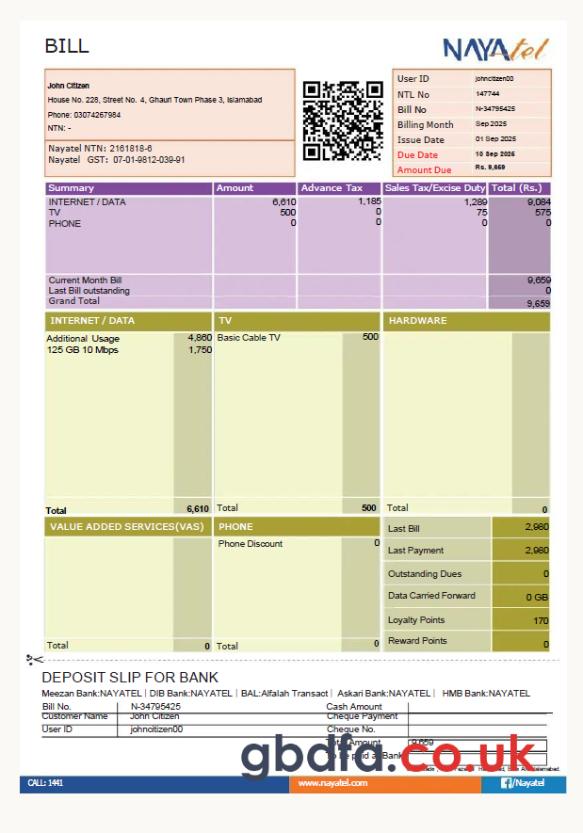 BILL
NAYAtel
John Citizen
House No. 228, Street No. 4, Ghauri Town Phase 3, Islamabad
Phone: 03074267984
NTN: -
Nayatel NTN: 2161818-6
Nayatel GST: 07-01-9812-039-91
User ID johncitizen00
NTL No 147744
Bill No N-34795425
Billing Month Sep 2025
Issue Date 01 Sep 2025
Due Date 10 Sep 2025
Amount Due Rs. 9,659
Summary Amount Advance Tax Sales Tax/Excise Duty Total (Rs.)
INTERNET / DATA 6,610 1,185 1,289 9,084
TV 500 0 75 575
PHONE 0 0 0 0
Current Month Bill 9,659
Last Bill outstanding 0
Grand Total 9,659
INTERNET / DATA TV HARDWARE
Additional Usage 4,860 Basic Cable TV 500
125 GB 10 Mbps 1,750
Total 6,610 Total 500 Total 0
VALUE ADDED SERVICES(VAS) PHONE
Phone Discount 0
Total 0 Total 0
Last Bill 2,980
Last Payment 2,980
Outstanding Dues 0
Data Carried Forward 0 GB
Loyalty Points 170
Reward Points 0
DEPOSIT SLIP FOR BANK
Meezan Bank:NAYATEL | DIB Bank:NAYATEL | BAL:Alfalah Transact | Askari Bank:NAYATEL | HMB Bank:NAYATEL
Bill No. N-34795425 Cash Amount
Customer Name John Citizen Cheque Payment
User ID johncitizen00 Cheque No.
Total Amount 9,659
To be paid at Bank
gbdfa.co.uk
CALL: 1441 www.nayatel.com /Nayatel